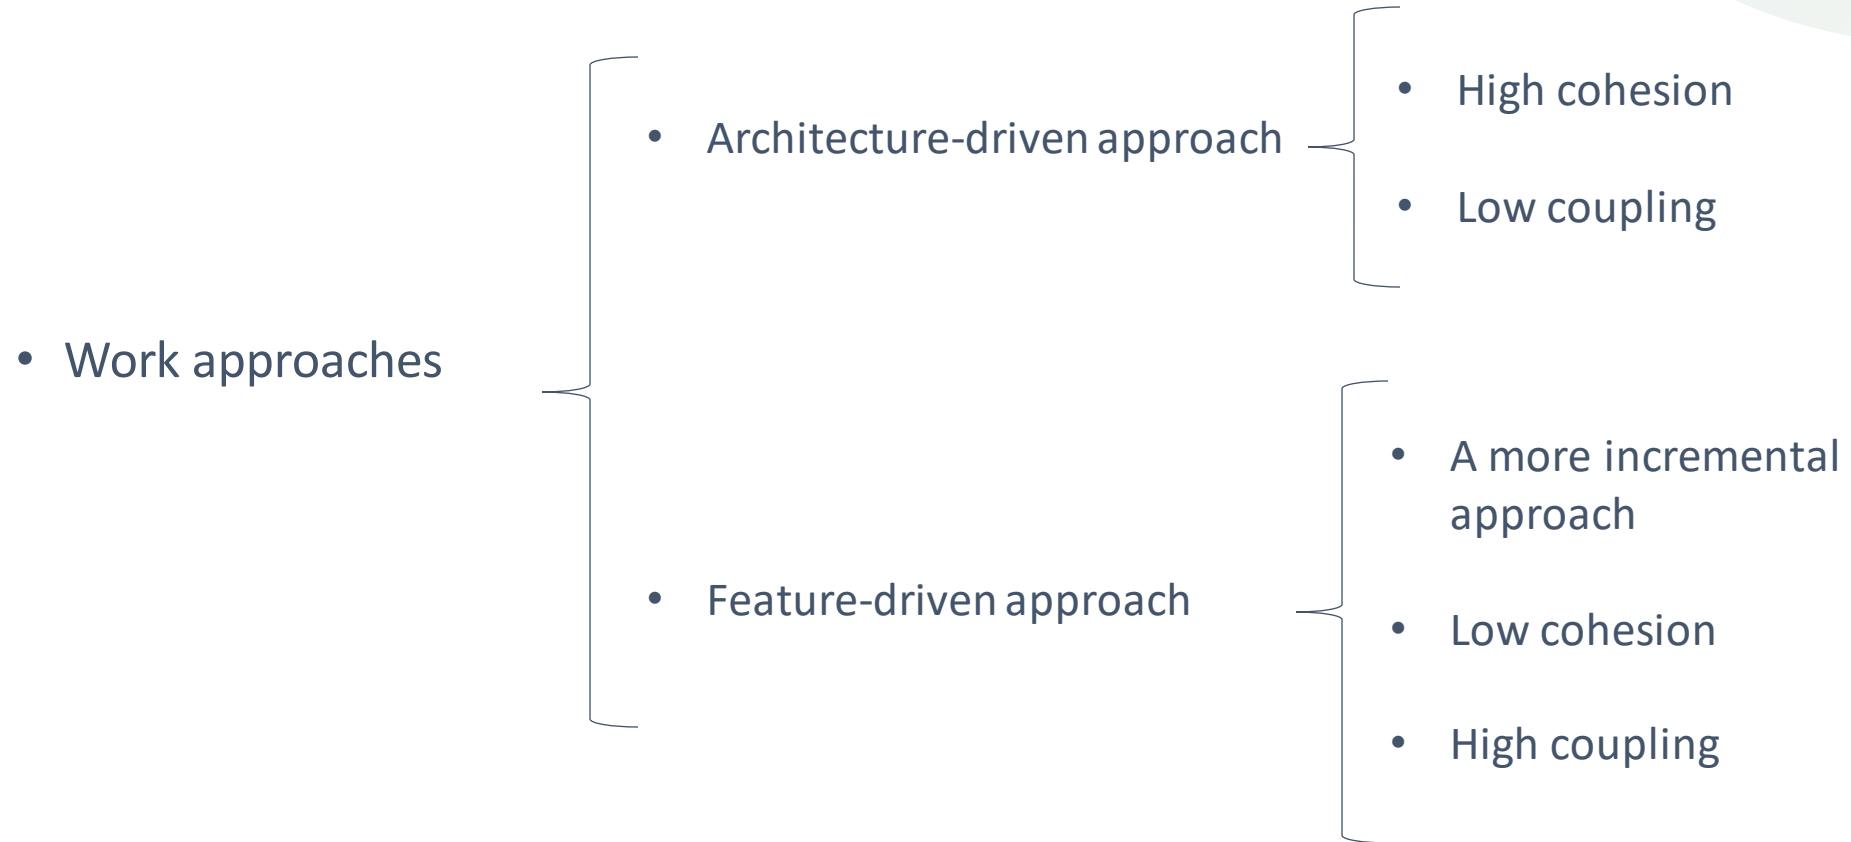 • Work approaches
• Architecture-driven approach
• High cohesion
• Low coupling
• Feature-driven approach
• A more incremental
approach
• Low cohesion
• High coupling